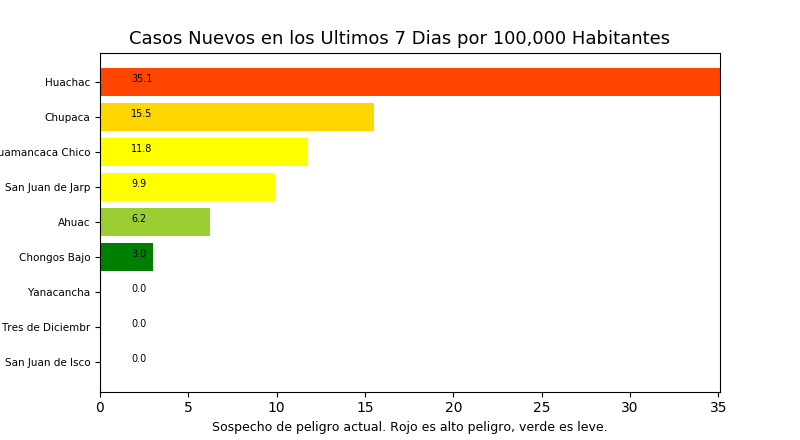 Casos Nuevos en los Ultimos 7 Dias por 100,000 Habitantes
Huachac 35.1
Chupaca 15.5
uamancaca Chico 11.8
San Juan de Jarp 9.9
Ahuac 6.2
Chongos Bajo 3.0
Yanacancha 0.0
Tres de Diciembr 0.0
San Juan de Isco 0.0
0 5 10 15 20 25 30 35
Sospecho de peligro actual. Rojo es alto peligro, verde es leve.